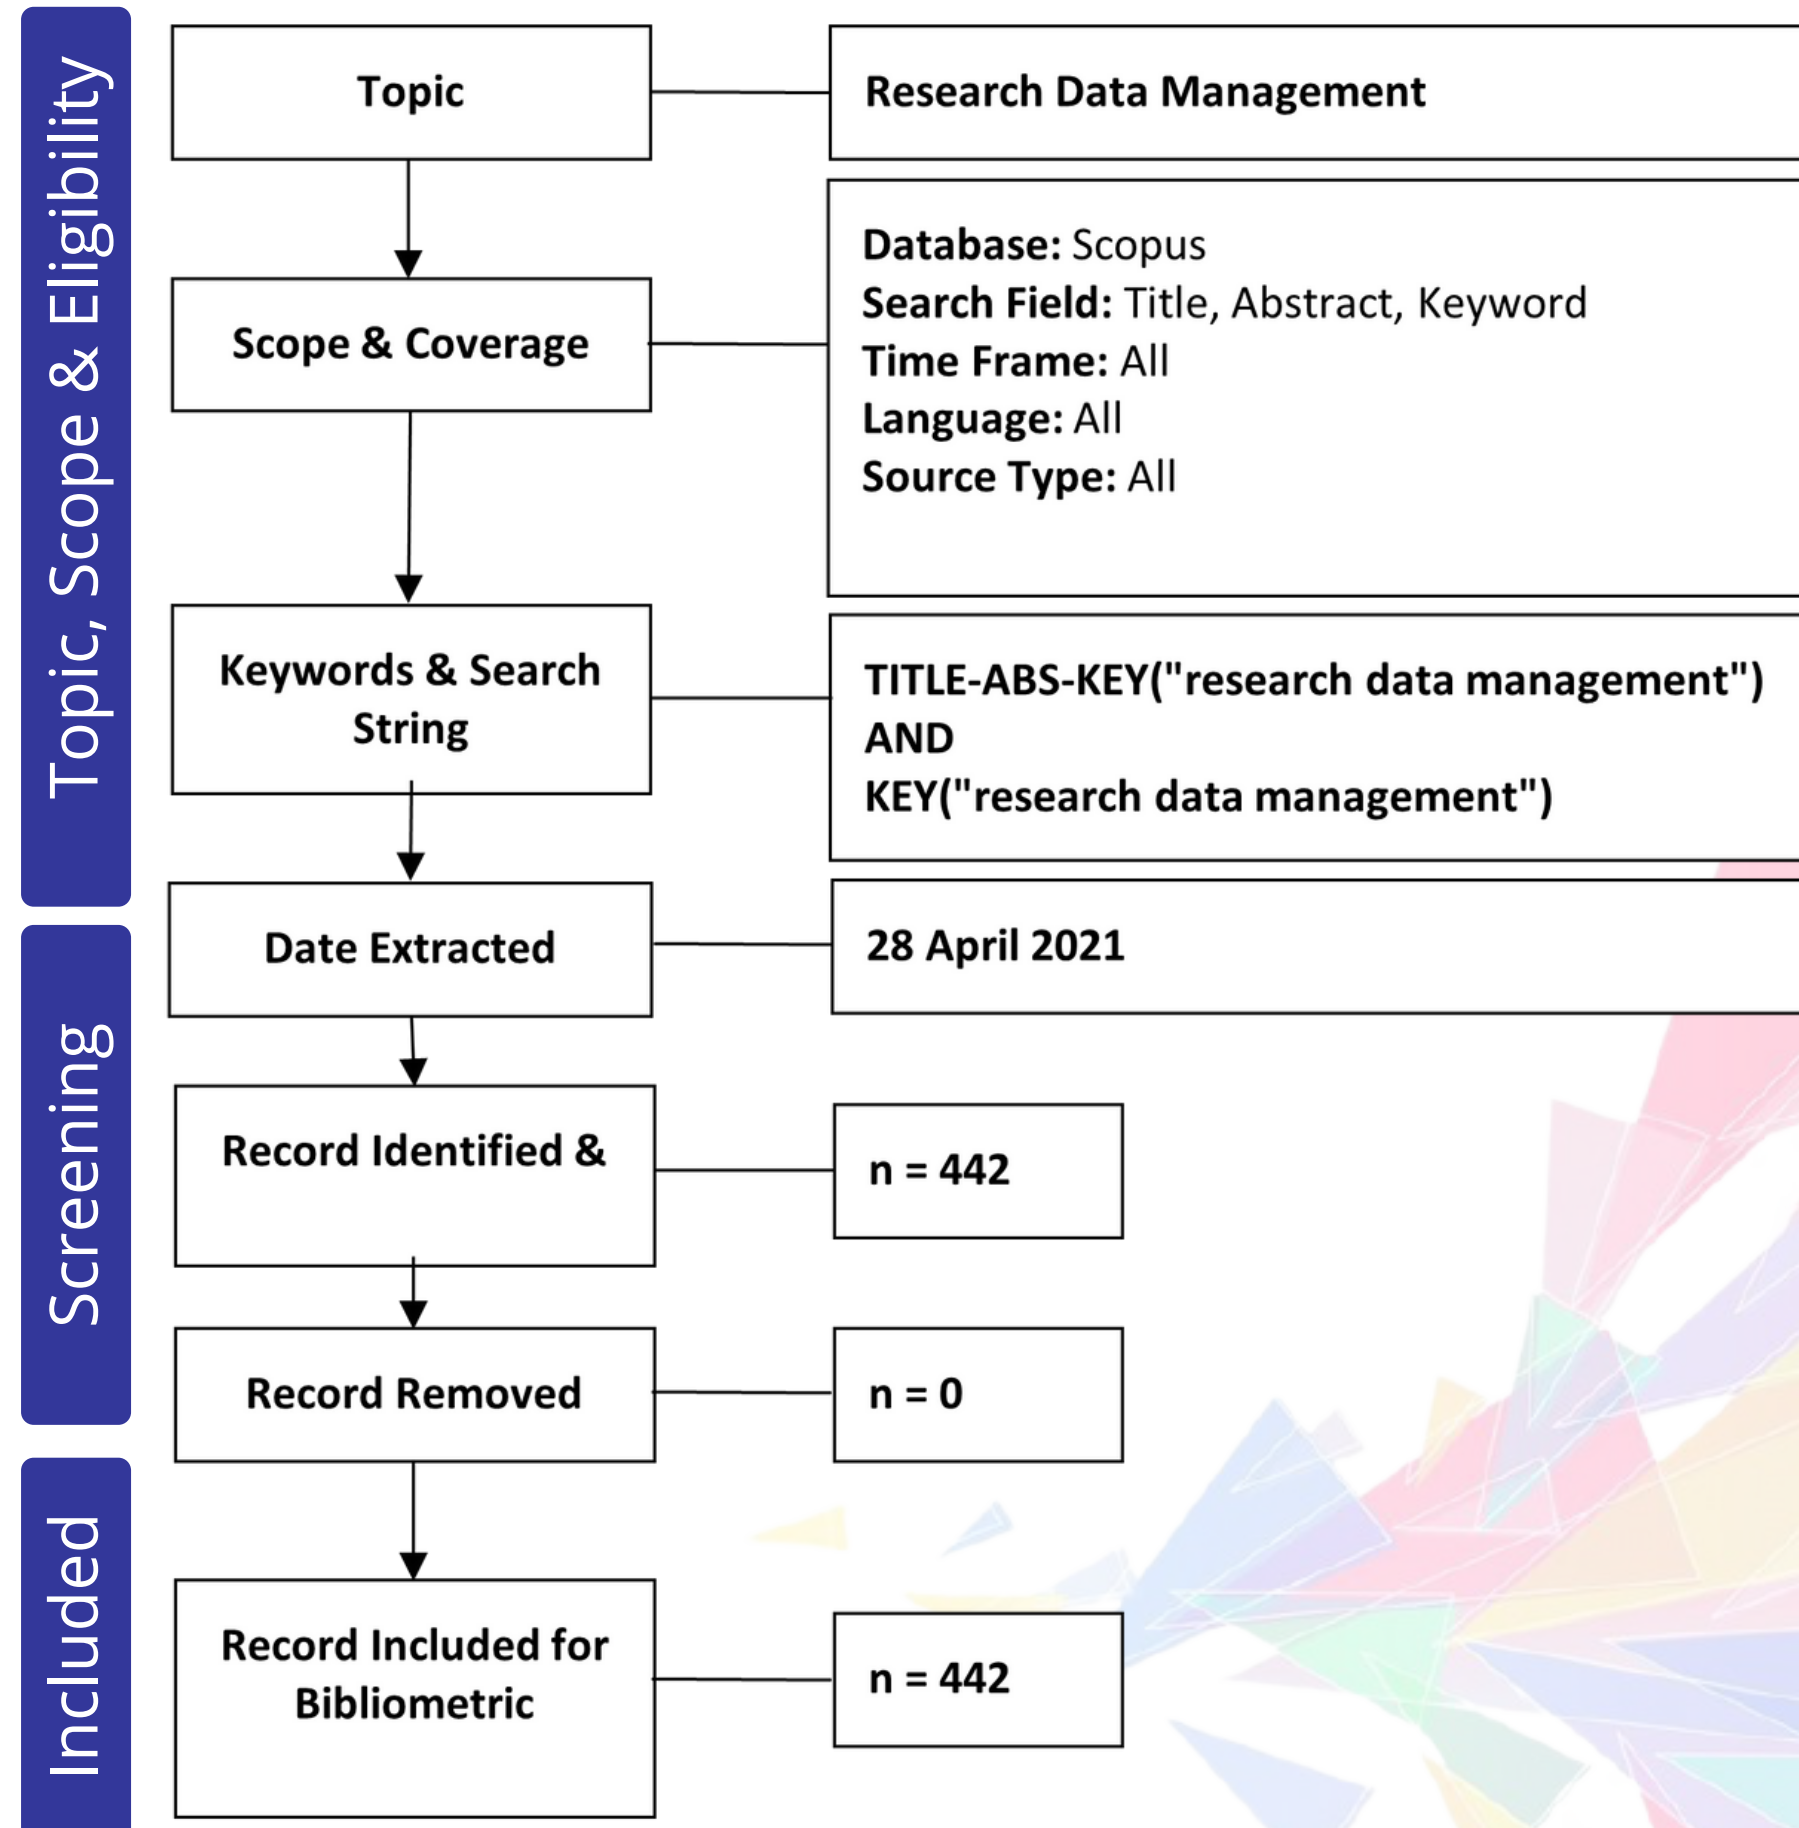 Topic, Scope & Eligibility
Topic
Research Data Management
Scope & Coverage
Database: Scopus
Search Field: Title, Abstract, Keyword
Time Frame: All
Language: All
Source Type: All
Keywords & Search
String
TITLE-ABS-KEY("research data management")
AND
KEY("research data management")
Screening
Date Extracted
28 April 2021
Record Identified &
n = 442
Record Removed
n = 0
Included
Record Included for
Bibliometric
n = 442